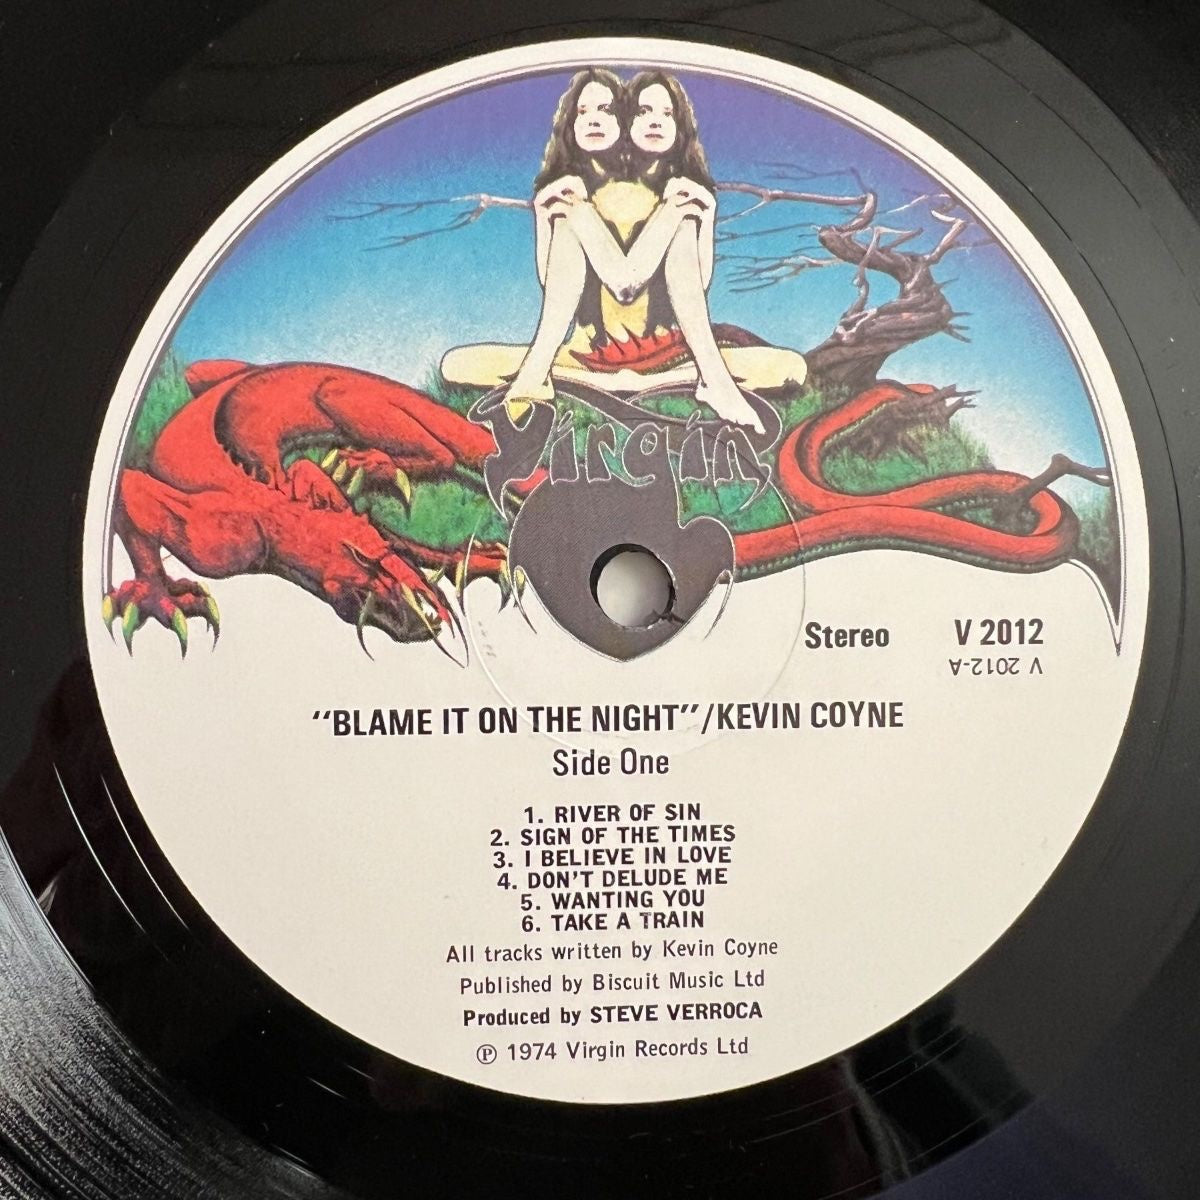 Virgin
Stereo V 2012
V 2012-A
"BLAME IT ON THE NIGHT"/KEVIN COYNE
Side One
1. RIVER OF SIN
2. SIGN OF THE TIMES
3. I BELIEVE IN LOVE
4. DON'T DELUDE ME
5. WANTING YOU
6. TAKE A TRAIN
All tracks written by Kevin Coyne
Published by Biscuit Music Ltd
Produced by STEVE VERROCA
℗ 1974 Virgin Records Ltd